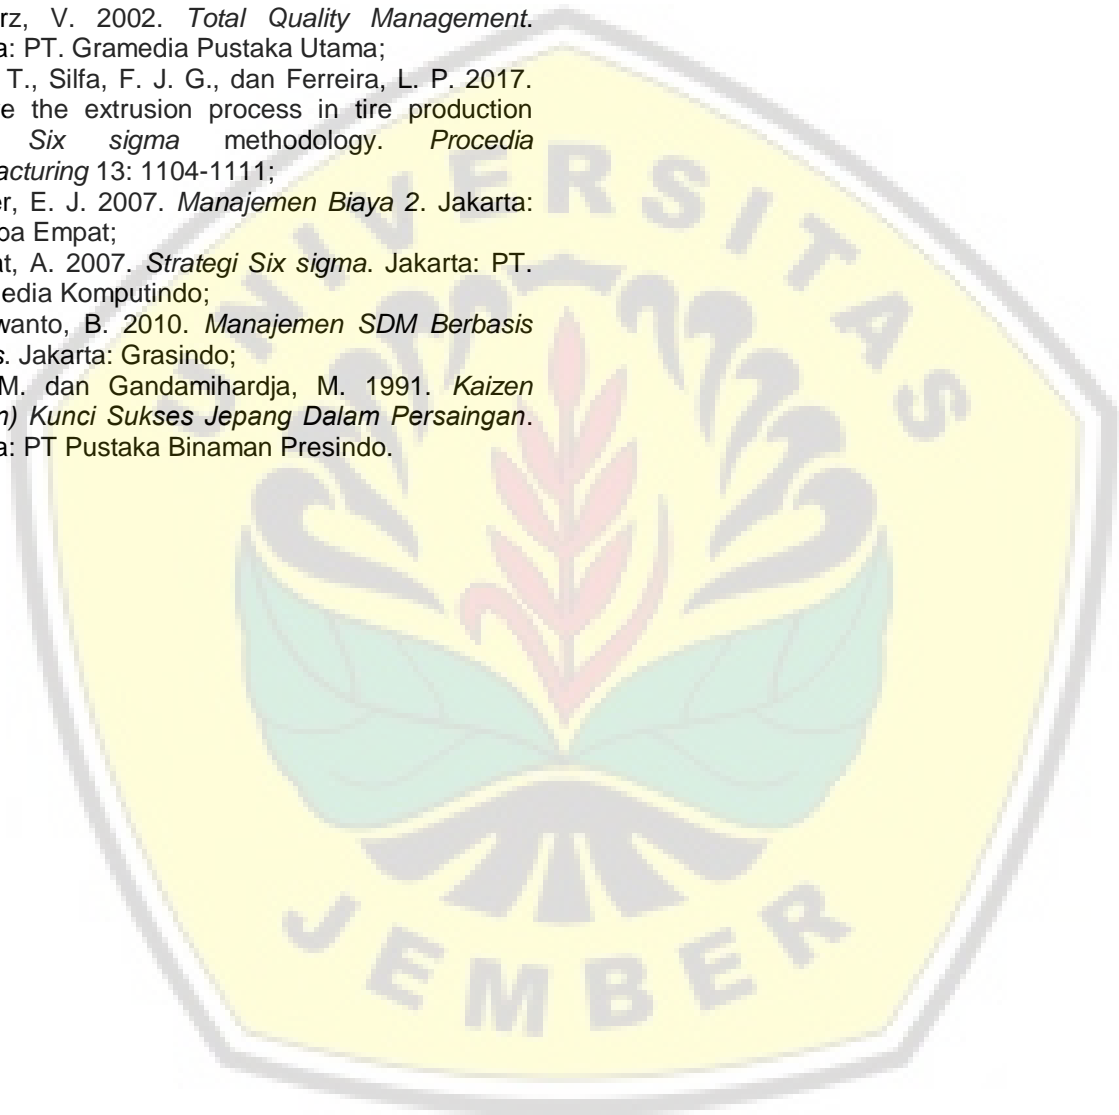 rz, V. 2002. Total Quality Management.
a: PT. Gramedia Pustaka Utama;
T., Silfa, F. J. G., dan Ferreira, L. P. 2017.
e the extrusion process in tire production
Six sigma methodology. Procedia
acturing 13: 1104-1111;
er, E. J. 2007. Manajemen Biaya 2. Jakarta:
ba Empat;
at, A. 2007. Strategi Six sigma. Jakarta: PT.
edia Komputindo;
wanto, B. 2010. Manajemen SDM Berbasis
s. Jakarta: Grasindo;
M. dan Gandamihardja, M. 1991. Kaizen
n) Kunci Sukses Jepang Dalam Persaingan.
a: PT Pustaka Binaman Presindo.
UNIVERSITAS
JEMBER